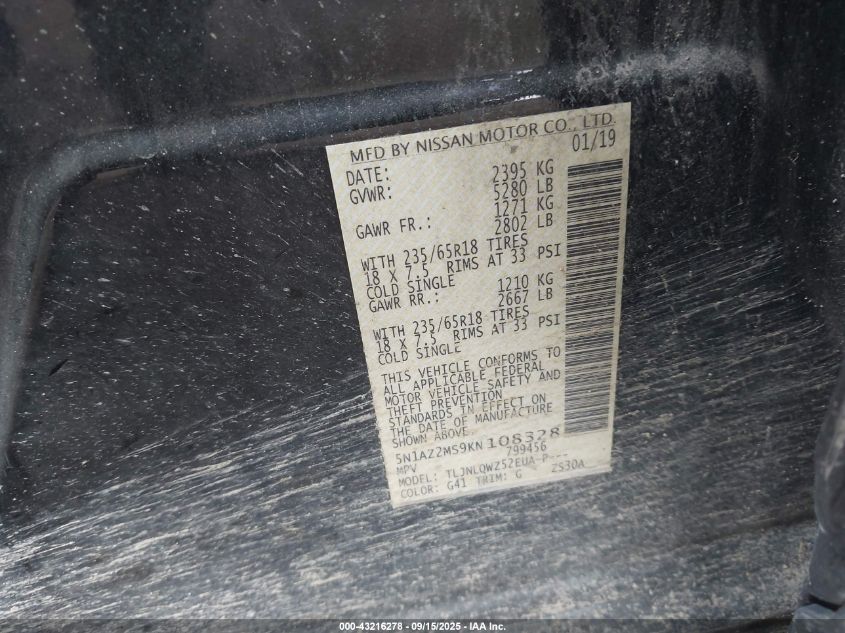 MFD BY NISSAN MOTOR CO., LTD.
DATE: 01/19
GVWR: 2395 KG
5280 LB
GAWR FR.: 1271 KG
2802 LB
WITH 235/65R18 TIRES
18 X 7.5 RIMS AT 33 PSI
COLD SINGLE
GAWR RR.: 1210 KG
2667 LB
WITH 235/65R18 TIRES
18 X 7.5 RIMS AT 33 PSI
COLD SINGLE
THIS VEHICLE CONFORMS TO
ALL APPLICABLE FEDERAL
MOTOR VEHICLE SAFETY AND
THEFT PREVENTION
STANDARDS IN EFFECT ON
THE DATE OF MANUFACTURE
SHOWN ABOVE.
5N1AZ2MS9KN108328
MPV 799456
MODEL: TLJNLQWZ52EUA-P---
COLOR: G41 TRIM: G ZS30A
000-43216278 - 09/15/2025 - IAA Inc.